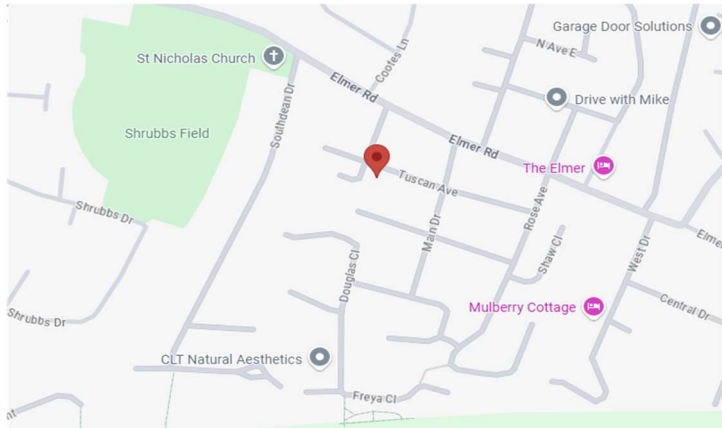 Garage Door Solutions
N Ave E
St Nicholas Church
Cootes Ln
Elmer Rd
Drive with Mike
Shrubbs Field
Southdean Dr
Elmer Rd
The Elmer
Tuscan Ave
Shrubbs Dr
Rose Ave
Main Dr
Elmer
West Dr
Shaw Cl
Douglas Cl
Mulberry Cottage
Central Dr
Shrubbs Dr
CLT Natural Aesthetics
Freya Cl